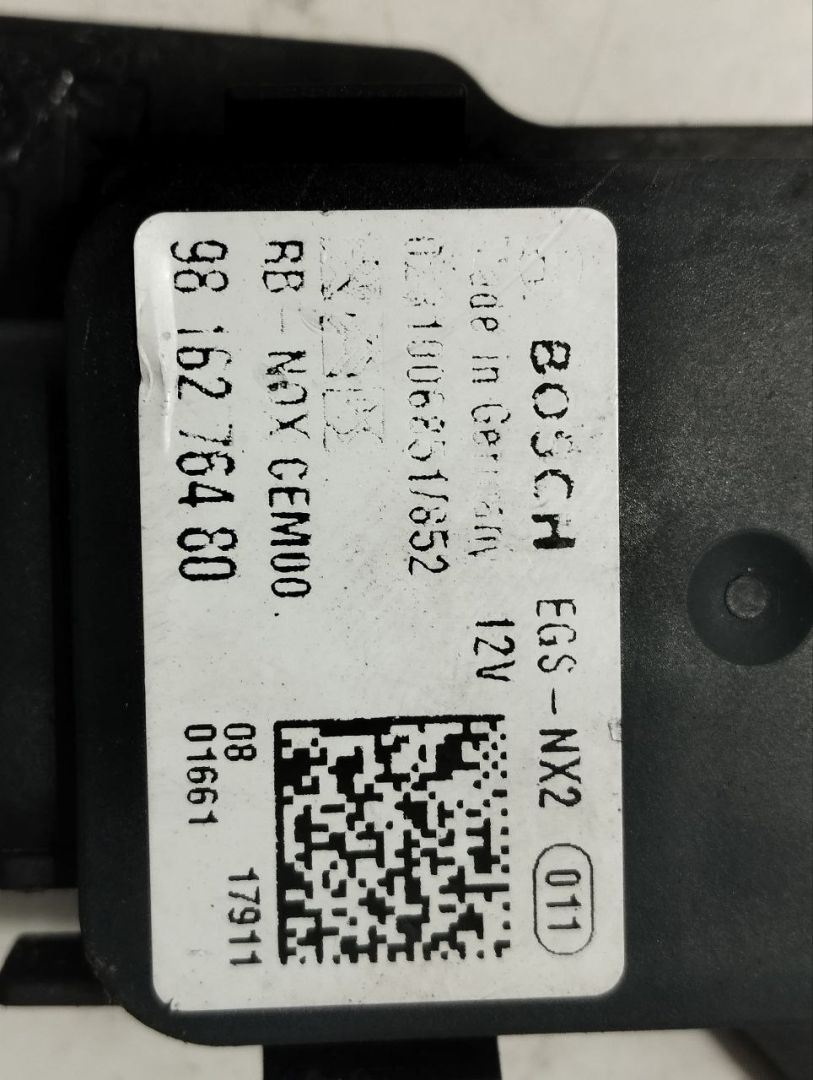 BOSCH EGS-NX2 011
Made in Germany 12V
0281006851/852
RB-NOX CEM00
98 162 764 80
08 17911
01661